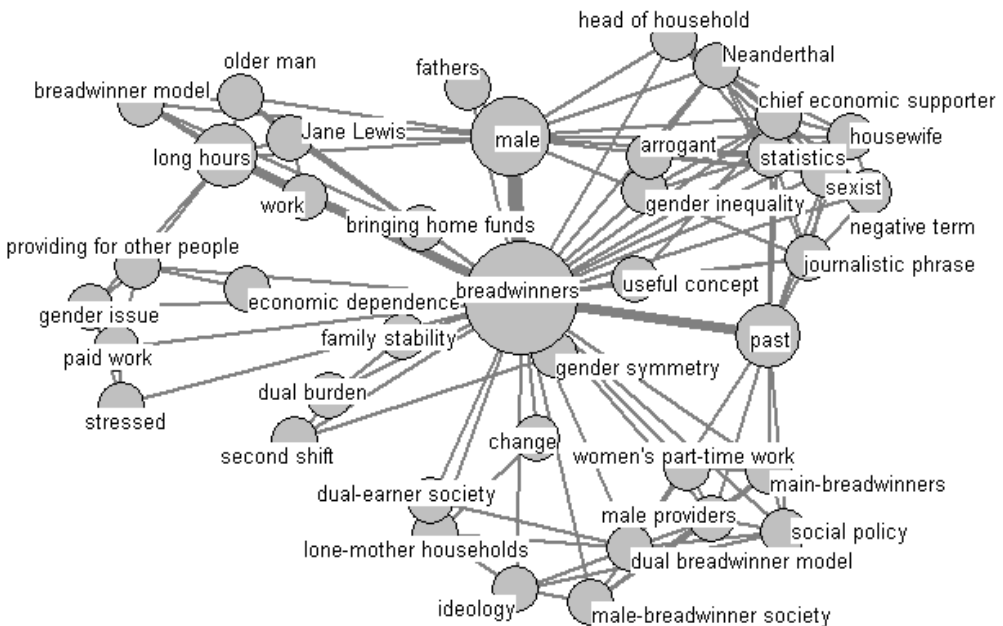 head of household
Neanderthal
older man
fathers
breadwinner model
chief economic supporter
Jane Lewis
male
arrogant
housewife
long hours
statistics
sexist
work
gender inequality
bringing home funds
negative term
providing for other people
journalistic phrase
economic dependence
breadwinners
useful concept
gender issue
family stability
past
paid work
gender symmetry
dual burden
stressed
change
second shift
women's part-time work
main-breadwinners
dual-earner society
male providers
social policy
lone-mother households
dual breadwinner model
ideology
male-breadwinner society